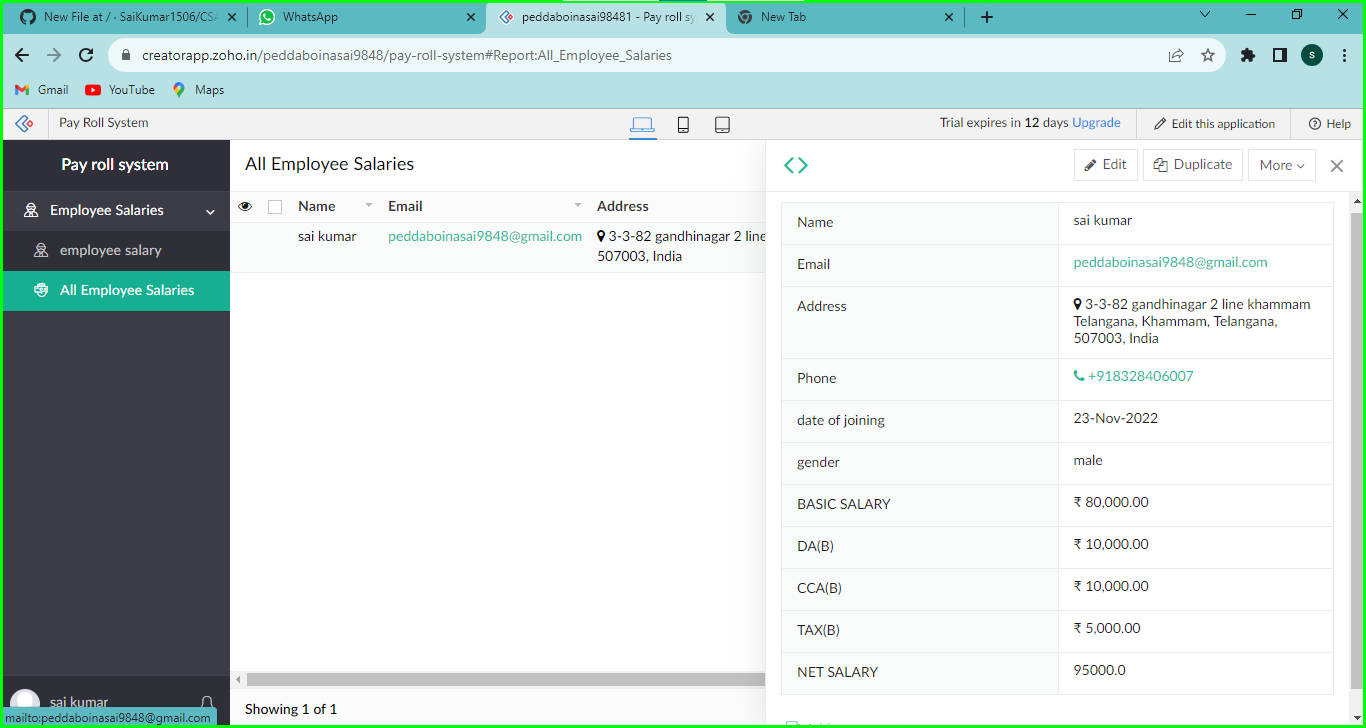 New File at / · SaiKumar1506/CSA
WhatsApp
peddaboinasai98481 - Pay roll sy
New Tab
creatorapp.zoho.in/peddaboinasai9848/pay-roll-system#Report:All_Employee_Salaries
S
Gmail
YouTube
Maps
Pay Roll System
Trial expires in 12 days Upgrade
Edit this application
Help
Pay roll system
Employee Salaries
employee salary
All Employee Salaries
sai kumar
mailto:peddaboinasai9848@gmail.com
All Employee Salaries
Name Email Address
sai kumar peddaboinasai9848@gmail.com 3-3-82 gandhinagar 2 line
507003, India
Showing 1 of 1
Edit
Duplicate
More
Name sai kumar
Email peddaboinasai9848@gmail.com
Address 3-3-82 gandhinagar 2 line khammam
Telangana, Khammam, Telangana,
507003, India
Phone +918328406007
date of joining 23-Nov-2022
gender male
BASIC SALARY ₹ 80,000.00
DA(B) ₹ 10,000.00
CCA(B) ₹ 10,000.00
TAX(B) ₹ 5,000.00
NET SALARY 95000.0